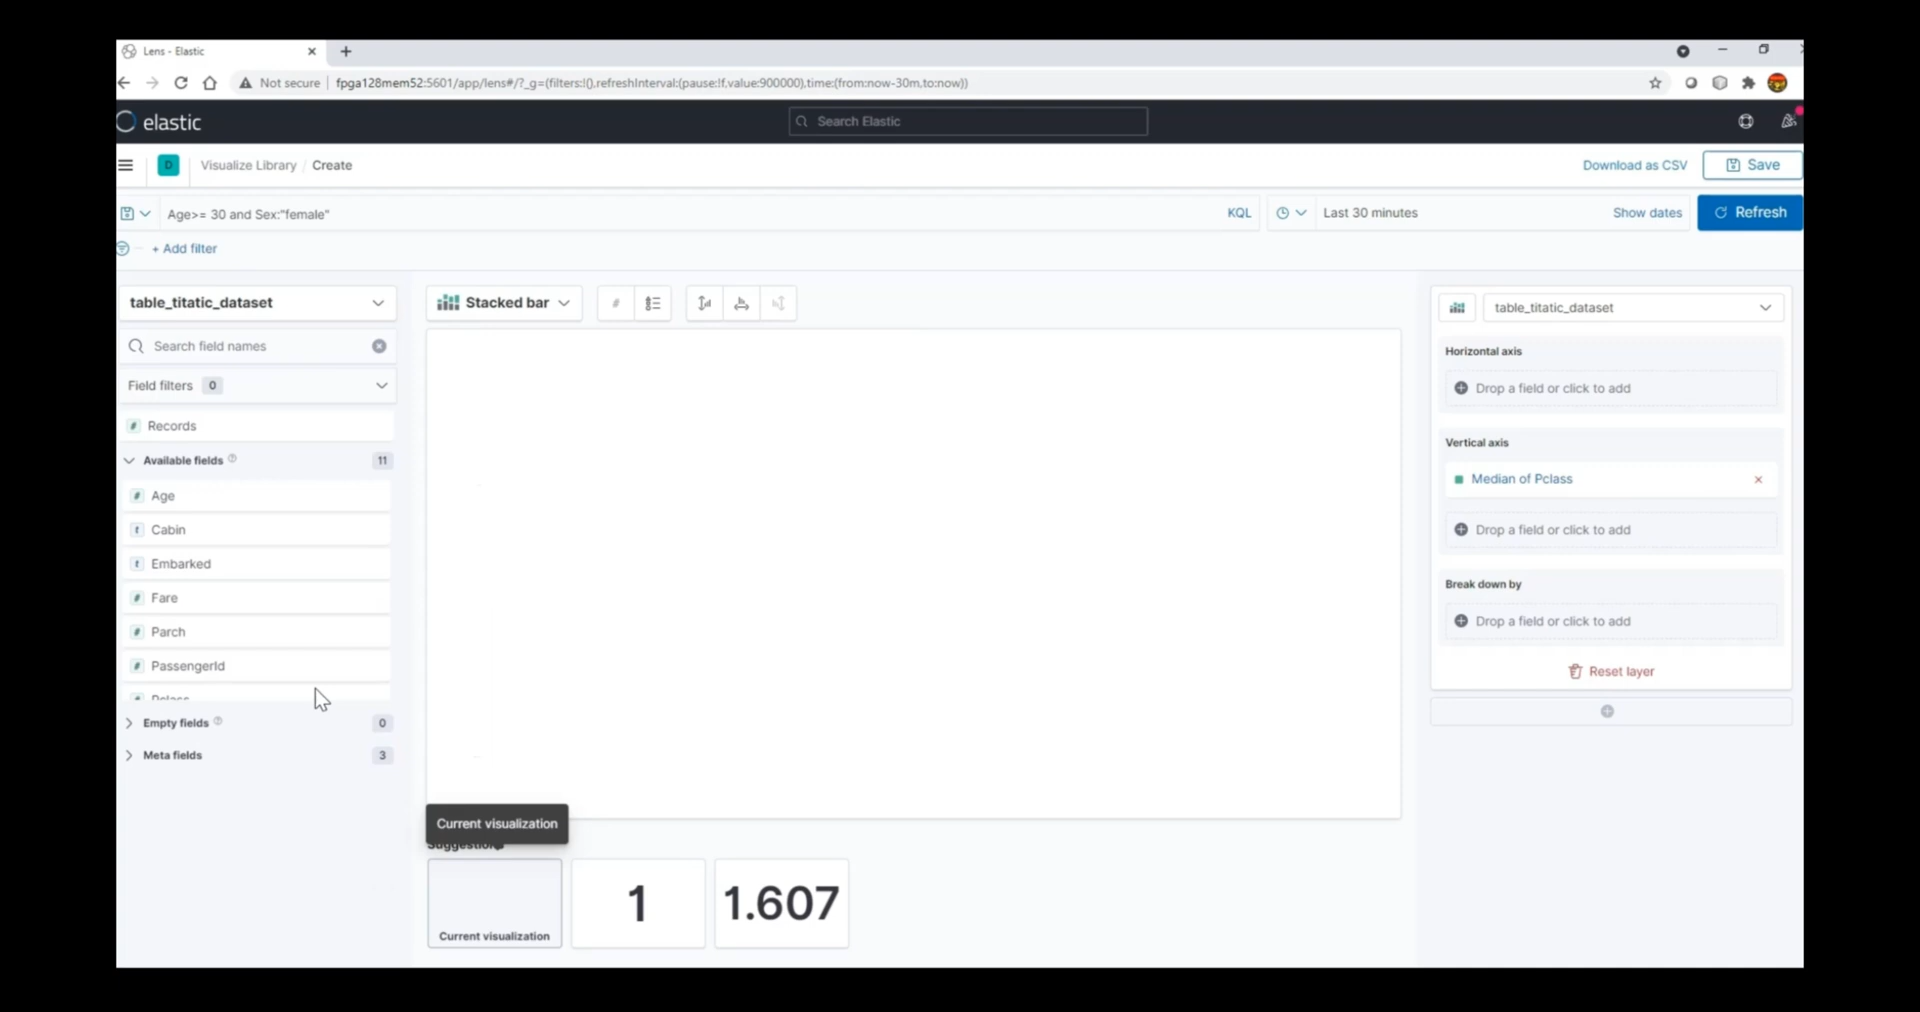 Lens - Elastic
Not secure | fpga128mem52:5601/app/lens#/?_g=(filters:!(),refreshInterval:(pause:!f,value:900000),time:(from:now-30m,to:now))
elastic
Search Elastic
D
Visualize Library / Create
Download as CSV
Save
Age>= 30 and Sex:"female"
KQL
Last 30 minutes
Show dates
Refresh
+ Add filter
table_titatic_dataset
Search field names
Field filters 0
# Records
Available fields 11
# Age
t Cabin
t Embarked
# Fare
# Parch
# PassengerId
# Pclass
Empty fields 0
Meta fields 3
Stacked bar
Current visualization
Suggestions
Current visualization
1
1.607
table_titatic_dataset
Horizontal axis
Drop a field or click to add
Vertical axis
Median of Pclass
Drop a field or click to add
Break down by
Drop a field or click to add
Reset layer